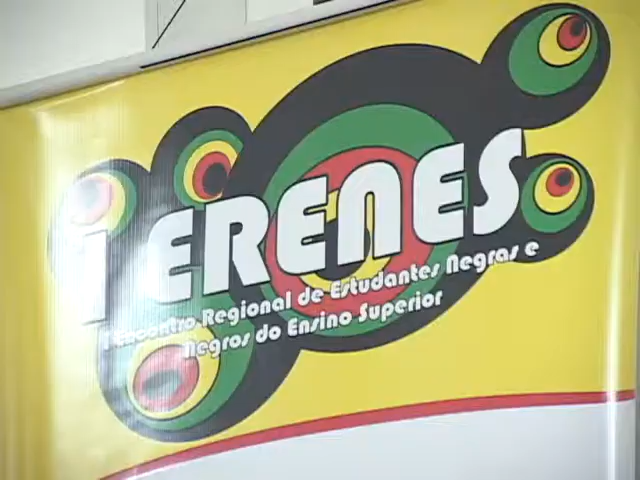 I ERENES
I Encontro Regional de Estudantes Negras e
Negros do Ensino Superior